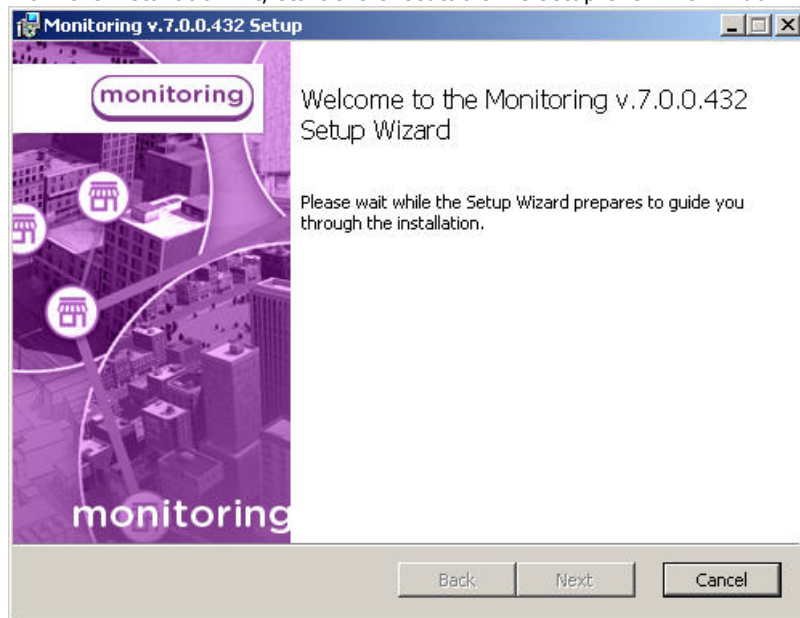 Monitoring v.7.0.0.432 Setup
monitoring
Welcome to the Monitoring v.7.0.0.432
Setup Wizard
Please wait while the Setup Wizard prepares to guide you
through the installation.
monitoring
Back
Next
Cancel